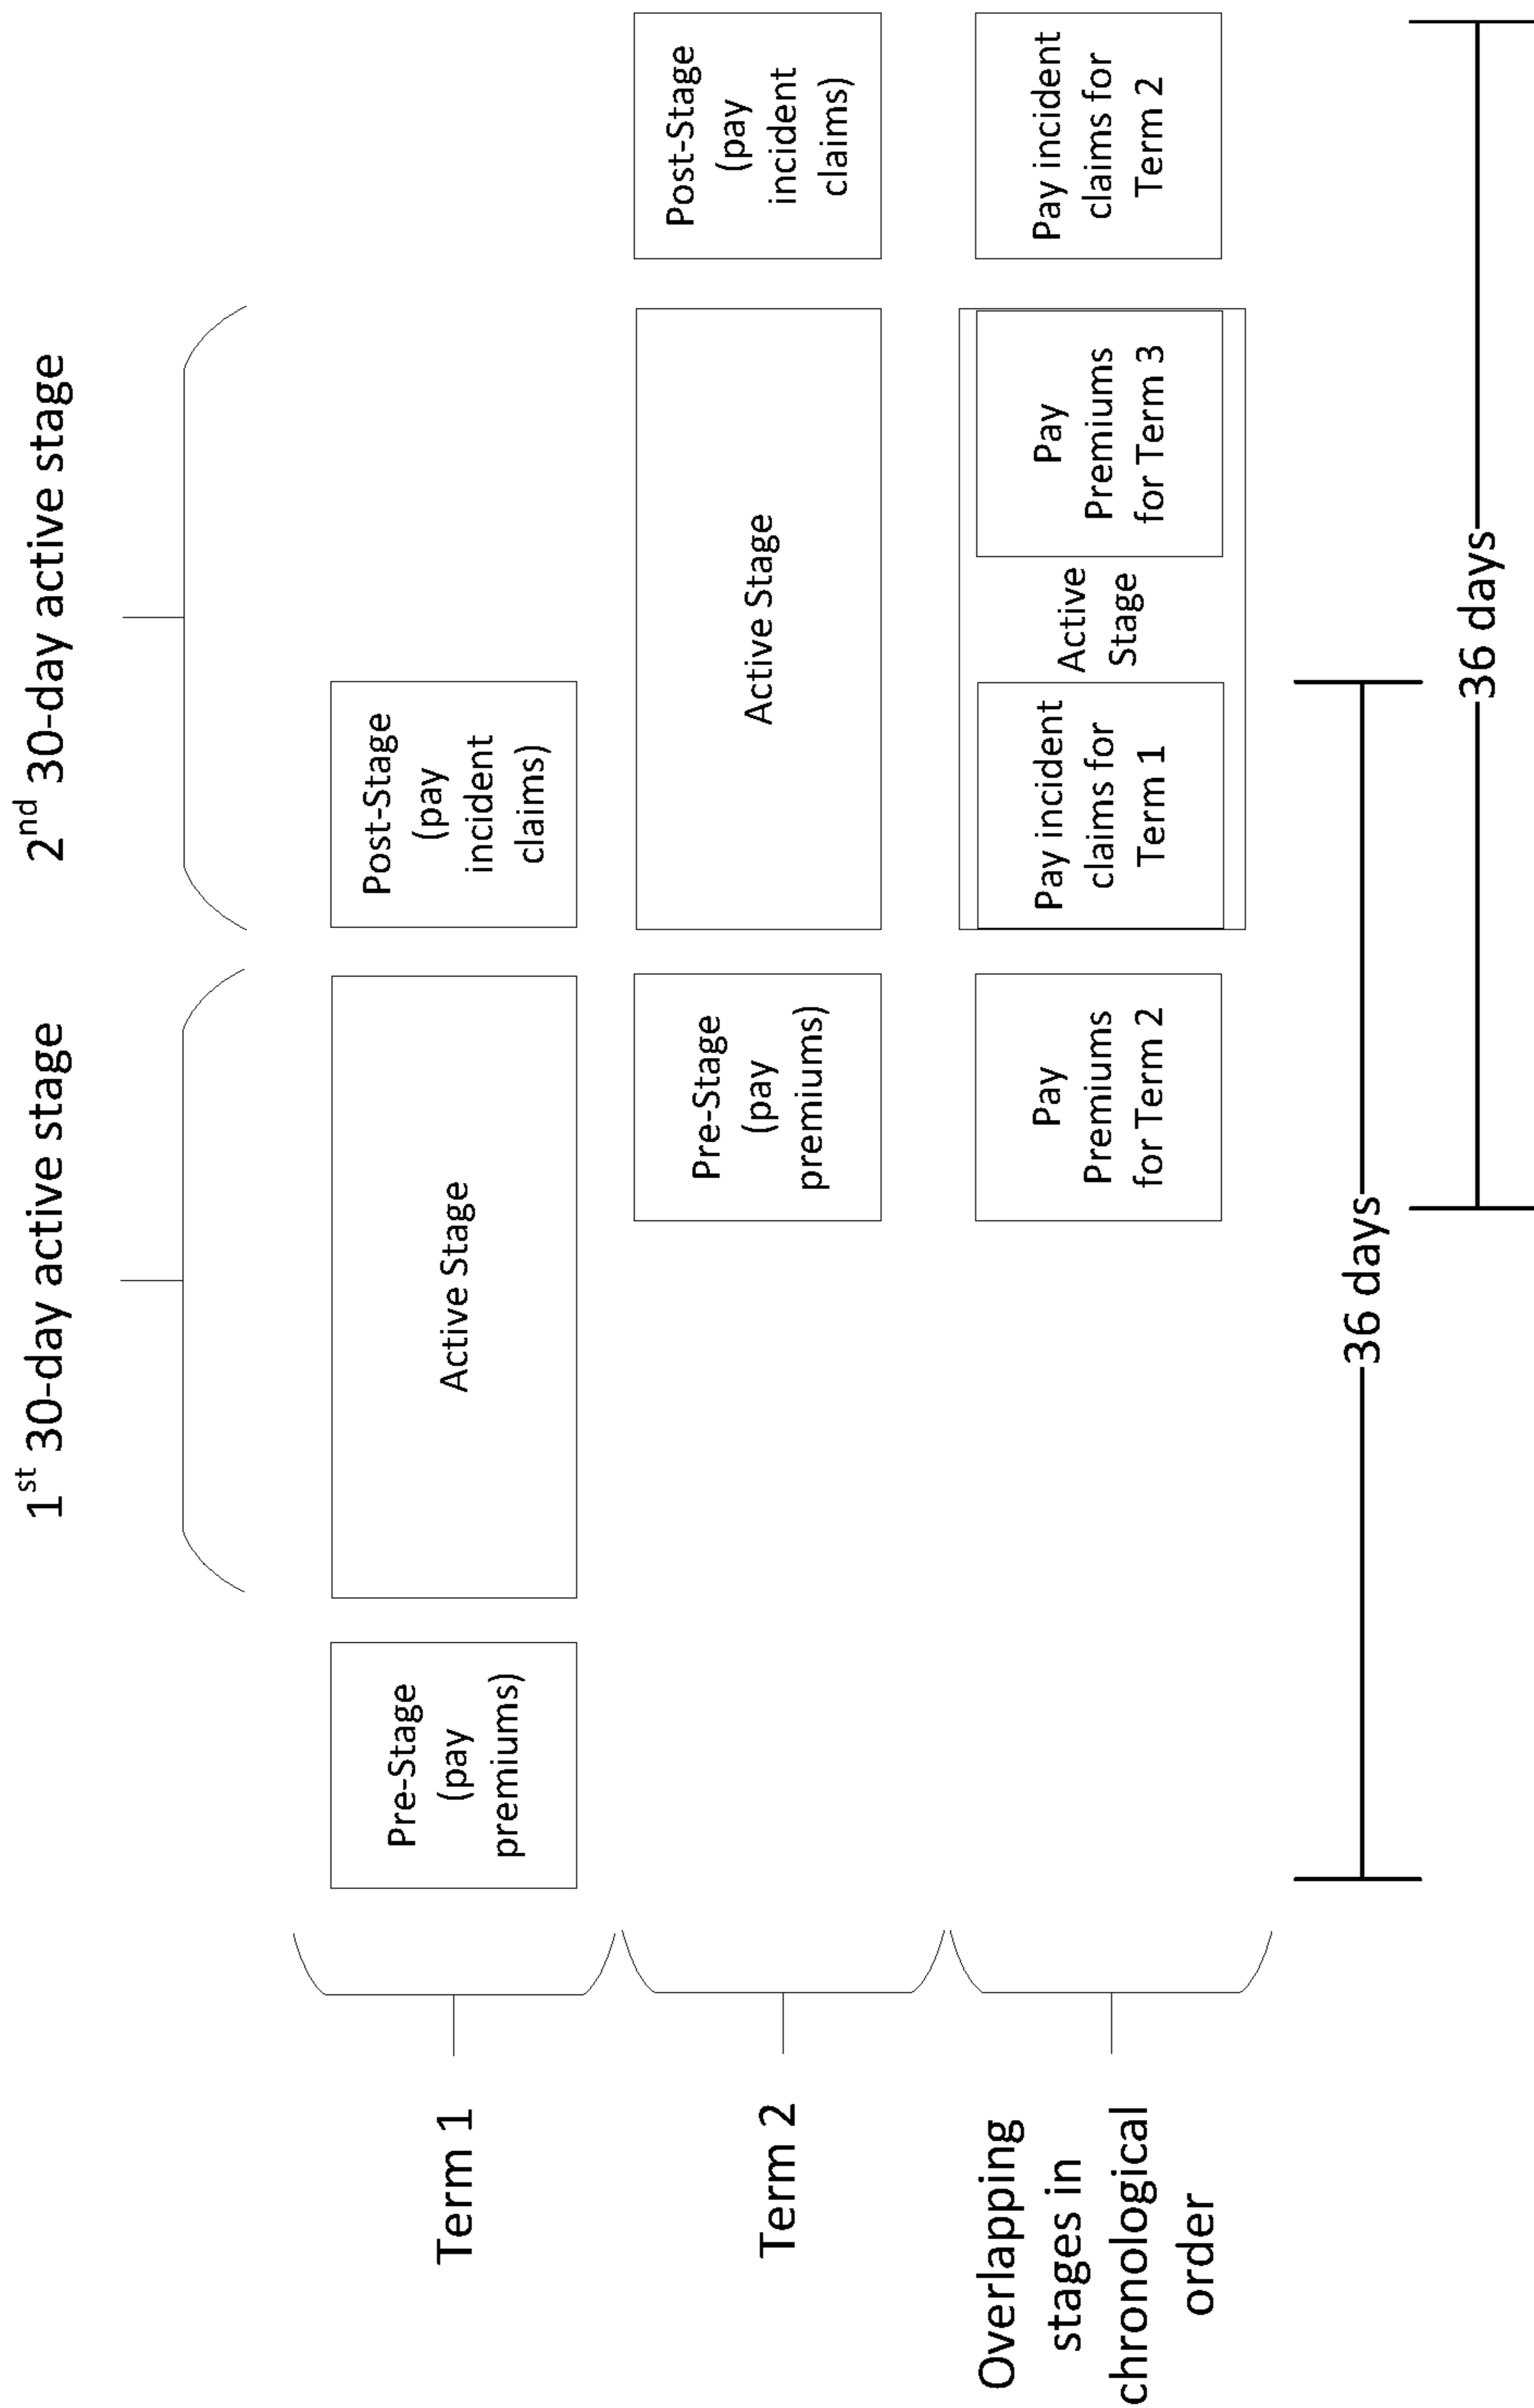 1st 30-day active stage
2nd 30-day active stage
Term 1
Pre-Stage
(pay
premiums)
Active Stage
Post-Stage
(pay
incident
claims)
Term 2
Pre-Stage
(pay
premiums)
Active Stage
Post-Stage
(pay
incident
claims)
Overlapping
stages in
chronological
order
Pay
Premiums
for Term 2
Pay incident
claims for
Term 1
Active
Stage
Pay
Premiums
for Term 3
Pay incident
claims for
Term 2
36 days
36 days